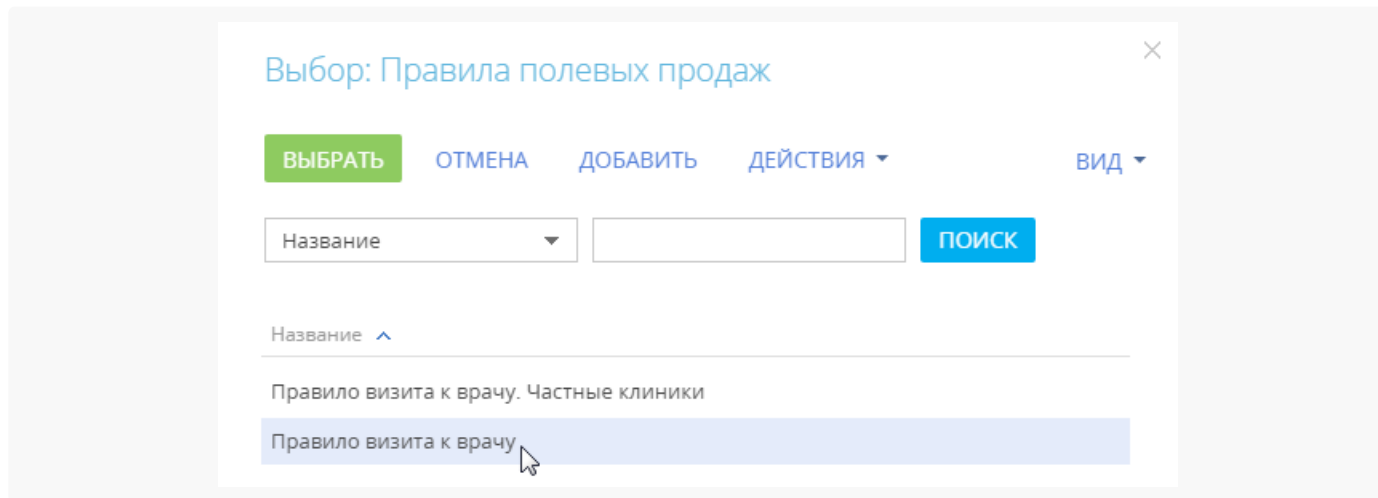 Выбор: Правила полевых продаж
ВЫБРАТЬ ОТМЕНА ДОБАВИТЬ ДЕЙСТВИЯ ВИД
Название ПОИСК
Название
Правило визита к врачу. Частные клиники
Правило визита к врачу